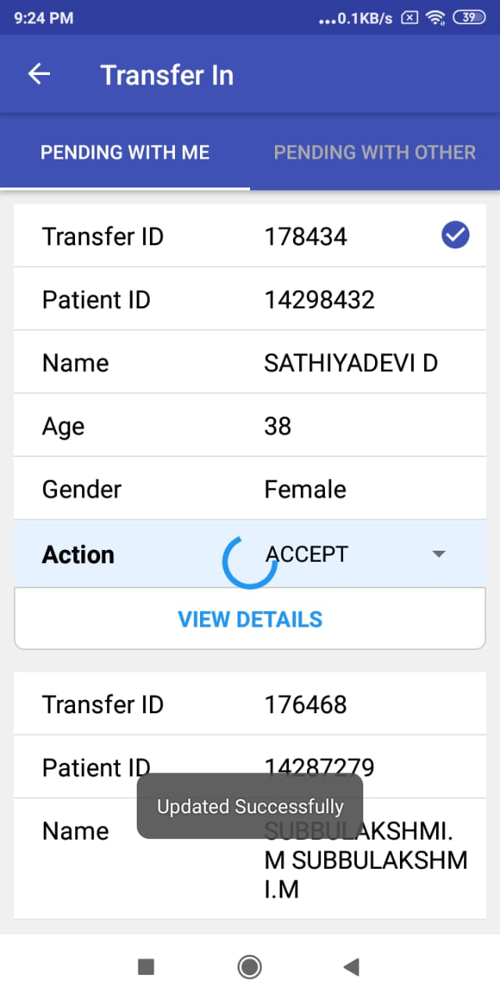 9:24 PM ...0.1KB/s 39
Transfer In
PENDING WITH ME PENDING WITH OTHER
Transfer ID 178434
Patient ID 14298432
Name SATHIYADEVI D
Age 38
Gender Female
Action ACCEPT
VIEW DETAILS
Transfer ID 176468
Patient ID 14287279
Updated Successfully
Name SUBBULAKSHMI.
M SUBBULAKSHM
I.M